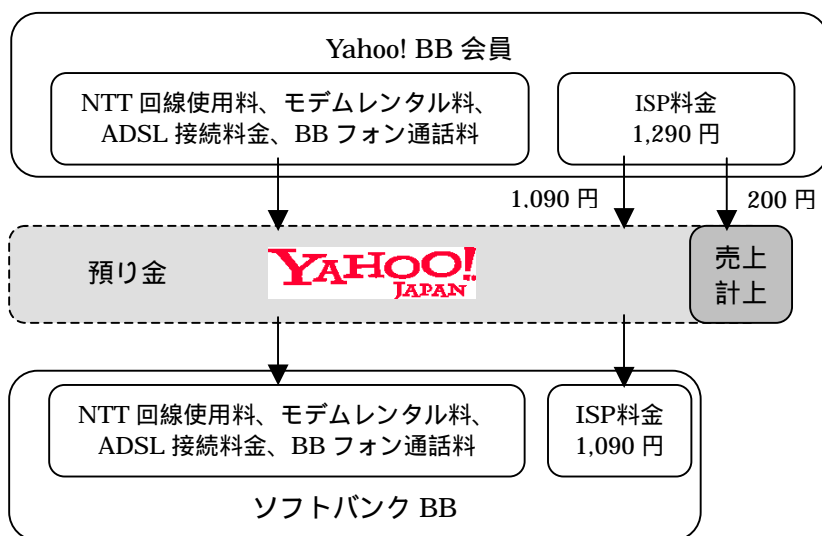 Yahoo! BB 会員
NTT 回線使用料、モデムレンタル料、
ADSL 接続料金、BB フォン通話料
ISP料金
1,290 円
1,090 円
200 円
預り金
YAHOO!
JAPAN
売上
計上
NTT 回線使用料、モデムレンタル料、
ADSL 接続料金、BB フォン通話料
ISP料金
1,090 円
ソフトバンク BB